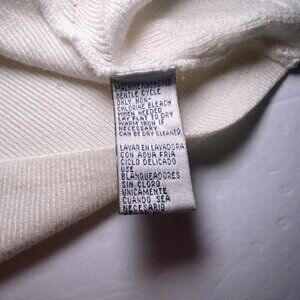 GENTLE CYCLE
ONLY NON-
CHLORINE BLEACH
WHEN NEEDED
LAY FLAT TO DRY
WARM IRON IF
NECESSARY
CAN BE DRY CLEANED
LAVAR EN LAVADORA
CON AGUA FRIA
CICLO DELICADO
USE
BLANQUEADORES
SIN CLORO
UNICAMENTE
CUANDO SEA
NECESARIO